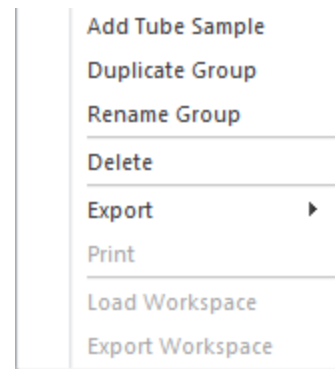 Add Tube Sample
Duplicate Group
Rename Group
Delete
Export
Print
Load Workspace
Export Workspace